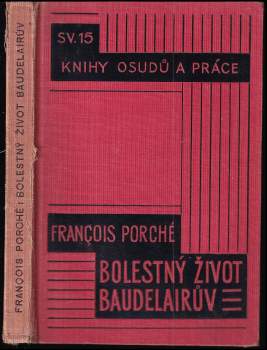 FRANÇOIS PORCHÉ: BOLESTNÝ ŽIVOT BAUDELAIRŮV
SV. 15
KNIHY OSUDŮ A PRÁCE
FRANÇOIS PORCHÉ
BOLESTNÝ ŽIVOT
BAUDELAIRŮV